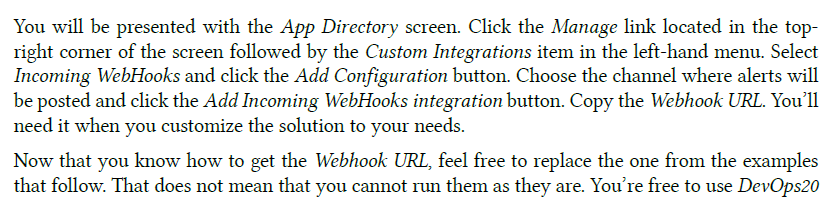 You will be presented with the App Directory screen. Click the Manage link located in the top-
right corner of the screen followed by the Custom Integrations item in the left-hand menu. Select
Incoming WebHooks and click the Add Configuration button. Choose the channel where alerts will
be posted and click the Add Incoming WebHooks integration button. Copy the Webhook URL. You’ll
need it when you customize the solution to your needs.
Now that you know how to get the Webhook URL, feel free to replace the one from the examples
that follow. That does not mean that you cannot run them as they are. You’re free to use DevOps20